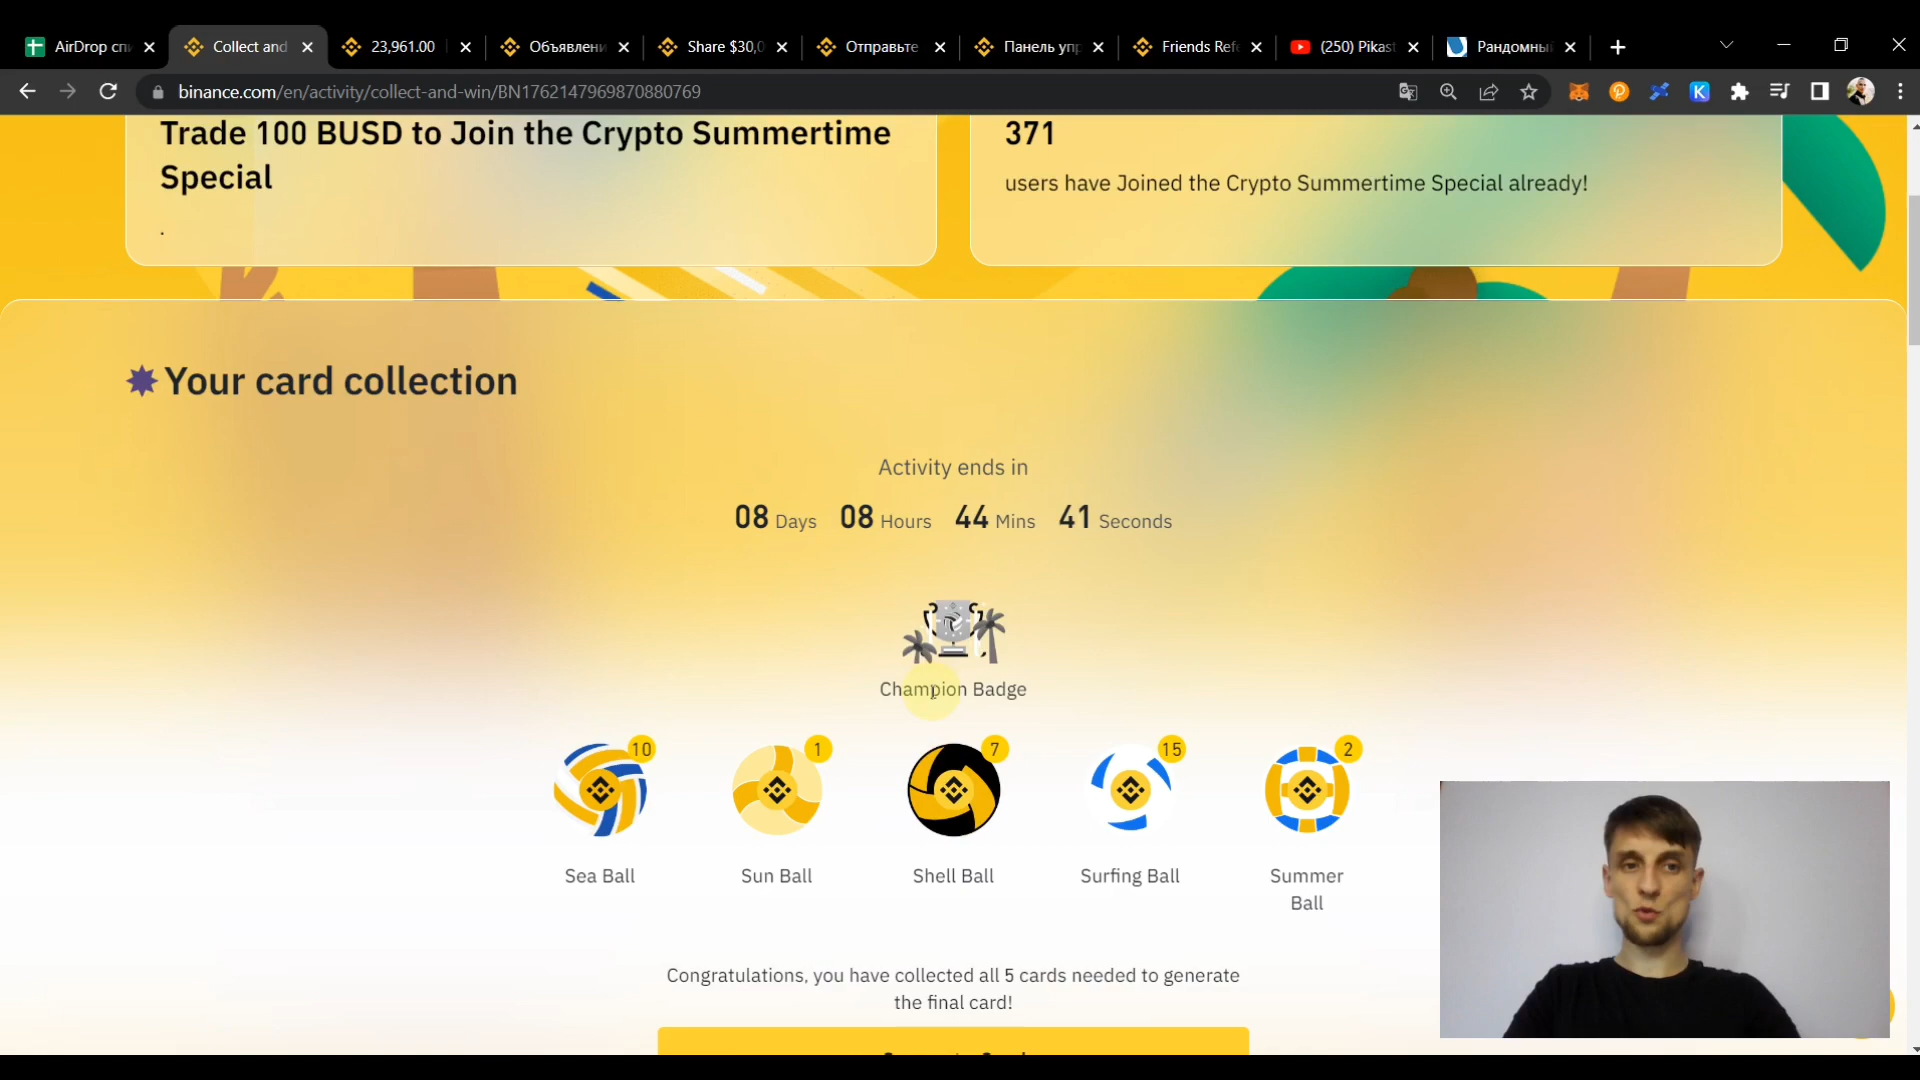 AirDrop спи
Collect and
23,961.00
Объявлени
Share $30,0
Отправьте
Панель упр
Friends Refe
(250) Pikast
Рандомны
binance.com/en/activity/collect-and-win/BN1762147969870880769
Trade 100 BUSD to Join the Crypto Summertime
Special
.
371
users have Joined the Crypto Summertime Special already!
Your card collection
Activity ends in
08 Days 08 Hours 44 Mins 41 Seconds
Champion Badge
10
1
7
15
2
Sea Ball
Sun Ball
Shell Ball
Surfing Ball
Summer
Ball
Congratulations, you have collected all 5 cards needed to generate
the final card!